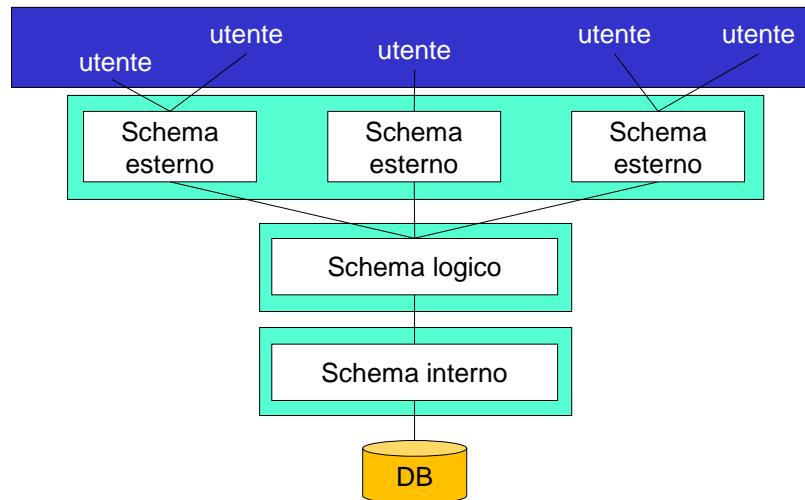 utente
utente
utente
utente
utente
Schema
esterno
Schema
esterno
Schema
esterno
Schema logico
Schema interno
DB